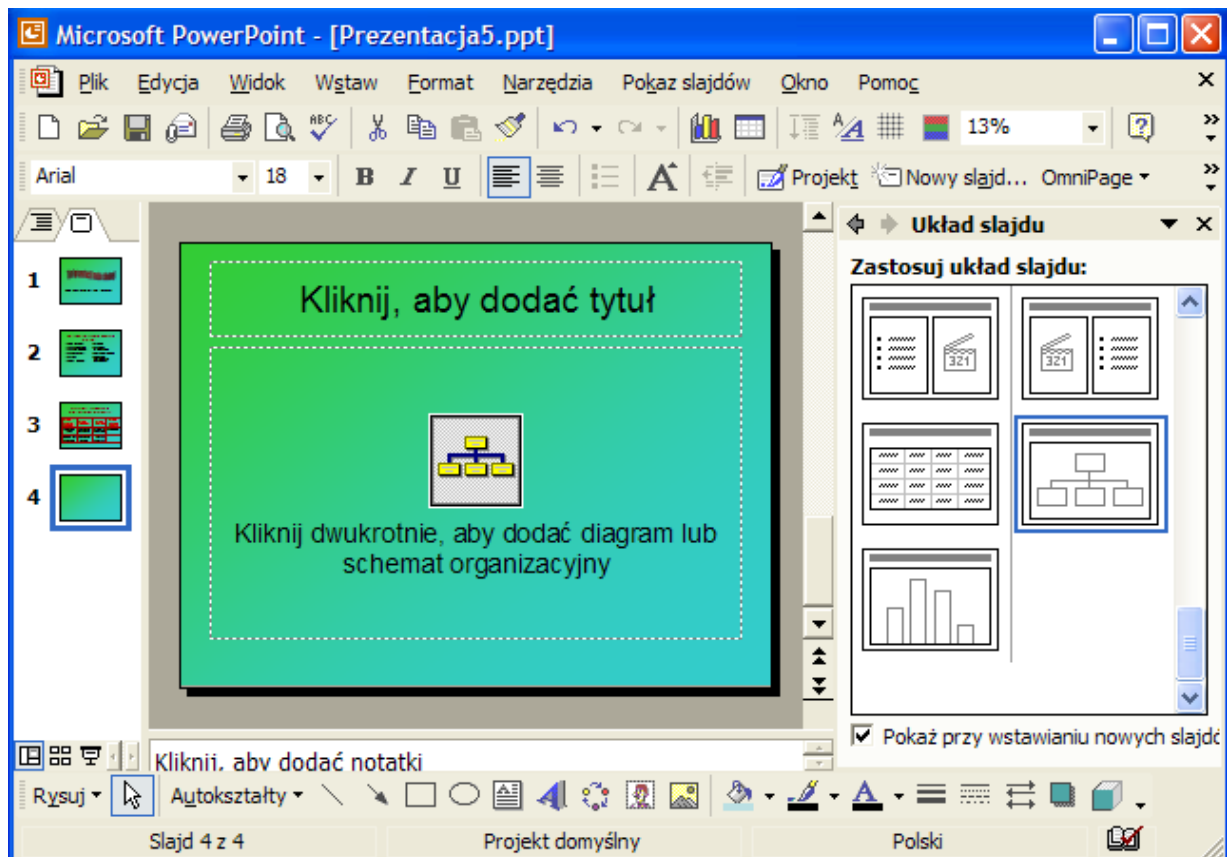 Microsoft PowerPoint - [Prezentacja5.ppt]
Plik Edycja Widok Wstaw Format Narzędzia Pokaz slajdów Okno Pomoc
ABC 13%
Arial 18 B I U Projekt Nowy slajd... OmniPage
Układ slajdu
Zastosuj układ slajdu:
1
2
3
4
Kliknij, aby dodać tytuł
Kliknij dwukrotnie, aby dodać diagram lub
schemat organizacyjny
321 321
Pokaż przy wstawianiu nowych slajdó
Kliknij, aby dodać notatki
Rysuj Autokształty
Slajd 4 z 4 Projekt domyślny Polski